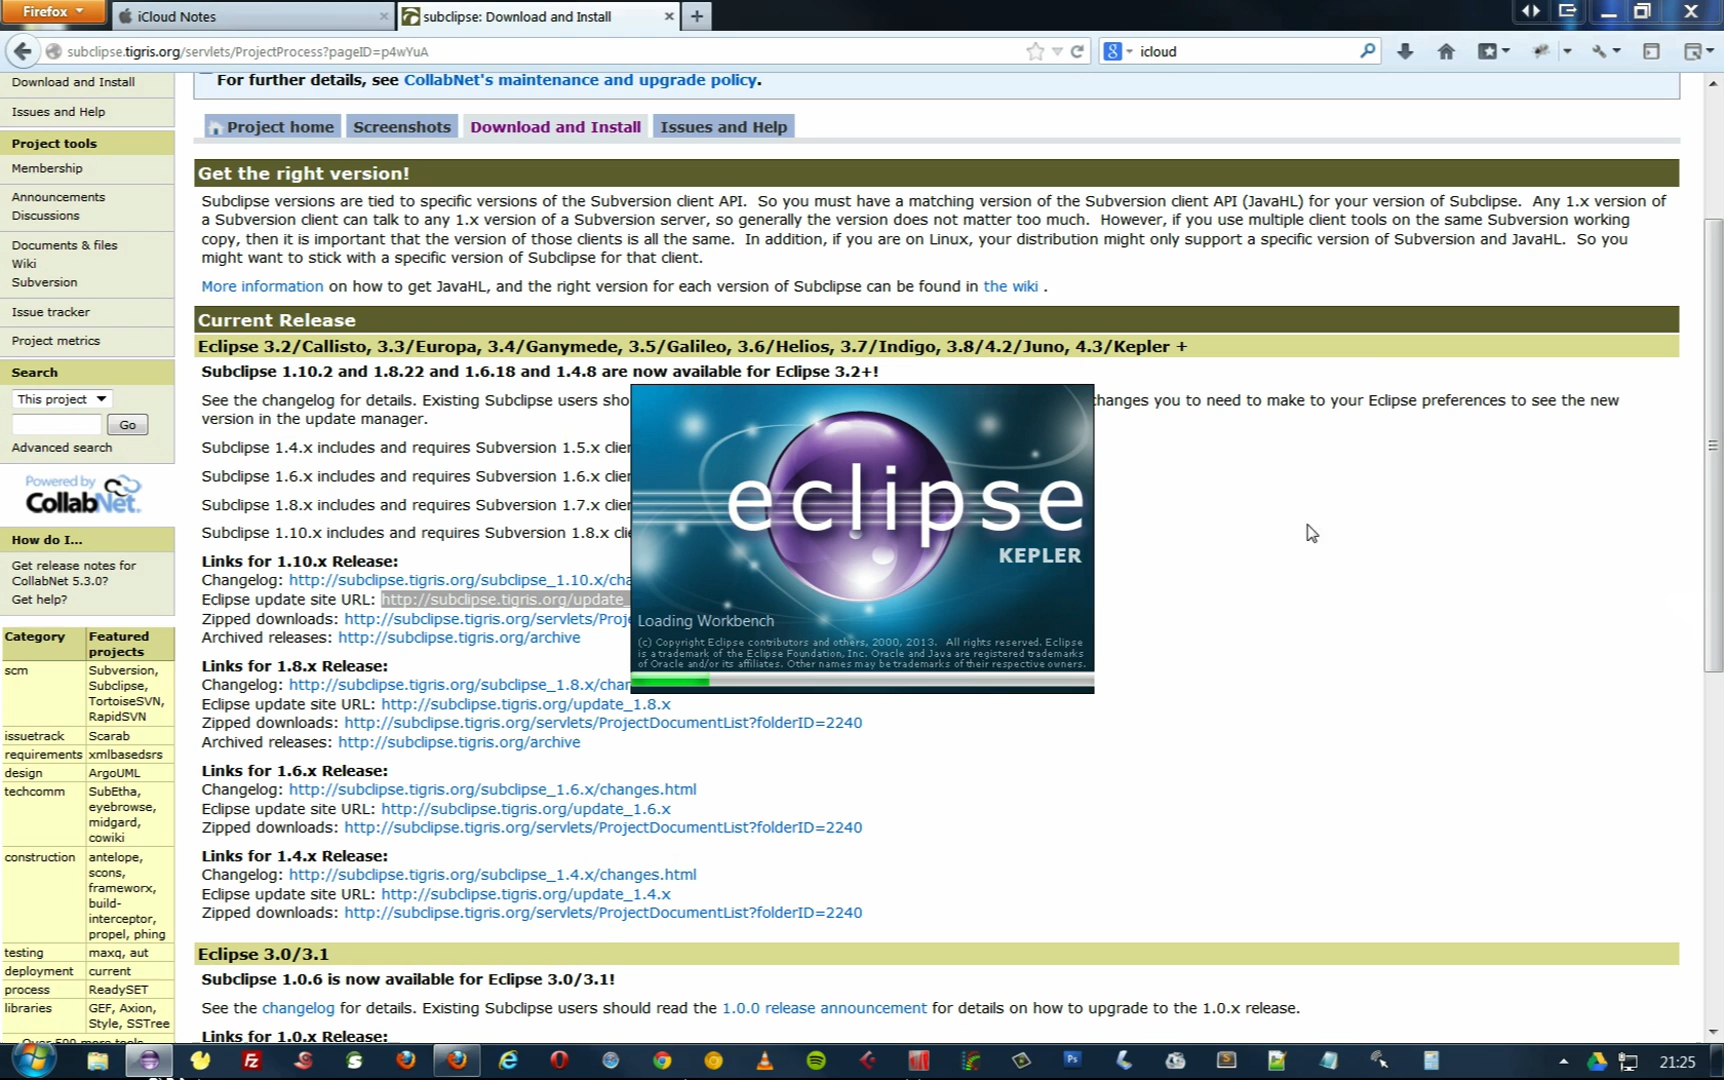 Firefox
iCloud Notes
subclipse: Download and Install
subclipse.tigris.org/servlets/ProjectProcess?pageID=p4wYuA
icloud
Download and Install
Issues and Help
Project tools
Membership
Announcements
Discussions
Documents & files
Wiki
Subversion
Issue tracker
Project metrics
Search
This project
Go
Advanced search
Powered by
CollabNet
How do I...
Get release notes for
CollabNet 5.3.0?
Get help?
Category Featured
projects
scm Subversion,
Subclipse,
TortoiseSVN,
RapidSVN
issuetrack Scarab
requirements xmlbasedsrs
design ArgoUML
techcomm SubEtha,
eyebrowse,
midgard,
cowiki
construction antelope,
scons,
frameworx,
build-
interceptor,
propel, phing
testing maxq, aut
deployment current
process ReadySET
libraries GEF, Axion,
Style, SSTree
Over 500 more tools
For further details, see CollabNet's maintenance and upgrade policy.
Project home Screenshots Download and Install Issues and Help
Get the right version!
Subclipse versions are tied to specific versions of the Subversion client API. So you must have a matching version of the Subversion client API (JavaHL) for your version of Subclipse. Any 1.x version of
a Subversion client can talk to any 1.x version of a Subversion server, so generally the version does not matter too much. However, if you use multiple client tools on the same Subversion working
copy, then it is important that the version of those clients is all the same. In addition, if you are on Linux, your distribution might only support a specific version of Subversion and JavaHL. So you
might want to stick with a specific version of Subclipse for that client.
More information on how to get JavaHL, and the right version for each version of Subclipse can be found in the wiki .
Current Release
Eclipse 3.2/Callisto, 3.3/Europa, 3.4/Ganymede, 3.5/Galileo, 3.6/Helios, 3.7/Indigo, 3.8/4.2/Juno, 4.3/Kepler +
Subclipse 1.10.2 and 1.8.22 and 1.6.18 and 1.4.8 are now available for Eclipse 3.2+!
See the changelog for details. Existing Subclipse users shou changes you to need to make to your Eclipse preferences to see the new
version in the update manager.
Subclipse 1.4.x includes and requires Subversion 1.5.x clien
Subclipse 1.6.x includes and requires Subversion 1.6.x clien
Subclipse 1.8.x includes and requires Subversion 1.7.x clien
Subclipse 1.10.x includes and requires Subversion 1.8.x clie
Links for 1.10.x Release:
Changelog: http://subclipse.tigris.org/subclipse_1.10.x/cha
Eclipse update site URL: http://subclipse.tigris.org/update_
Zipped downloads: http://subclipse.tigris.org/servlets/Proje
Archived releases: http://subclipse.tigris.org/archive
Links for 1.8.x Release:
Changelog: http://subclipse.tigris.org/subclipse_1.8.x/chan
Eclipse update site URL: http://subclipse.tigris.org/update_1.8.x
Zipped downloads: http://subclipse.tigris.org/servlets/ProjectDocumentList?folderID=2240
Archived releases: http://subclipse.tigris.org/archive
Links for 1.6.x Release:
Changelog: http://subclipse.tigris.org/subclipse_1.6.x/changes.html
Eclipse update site URL: http://subclipse.tigris.org/update_1.6.x
Zipped downloads: http://subclipse.tigris.org/servlets/ProjectDocumentList?folderID=2240
Links for 1.4.x Release:
Changelog: http://subclipse.tigris.org/subclipse_1.4.x/changes.html
Eclipse update site URL: http://subclipse.tigris.org/update_1.4.x
Zipped downloads: http://subclipse.tigris.org/servlets/ProjectDocumentList?folderID=2240
Eclipse 3.0/3.1
Subclipse 1.0.6 is now available for Eclipse 3.0/3.1!
See the changelog for details. Existing Subclipse users should read the 1.0.0 release announcement for details on how to upgrade to the 1.0.x release.
Links for 1.0.x Release:
eclipse
KEPLER
Loading Workbench
(c) Copyright Eclipse contributors and others, 2000, 2013. All rights reserved. Eclipse
is a trademark of the Eclipse Foundation, Inc. Oracle and Java are registered trademarks
of Oracle and/or its affiliates. Other names may be trademarks of their respective owners.
21:25